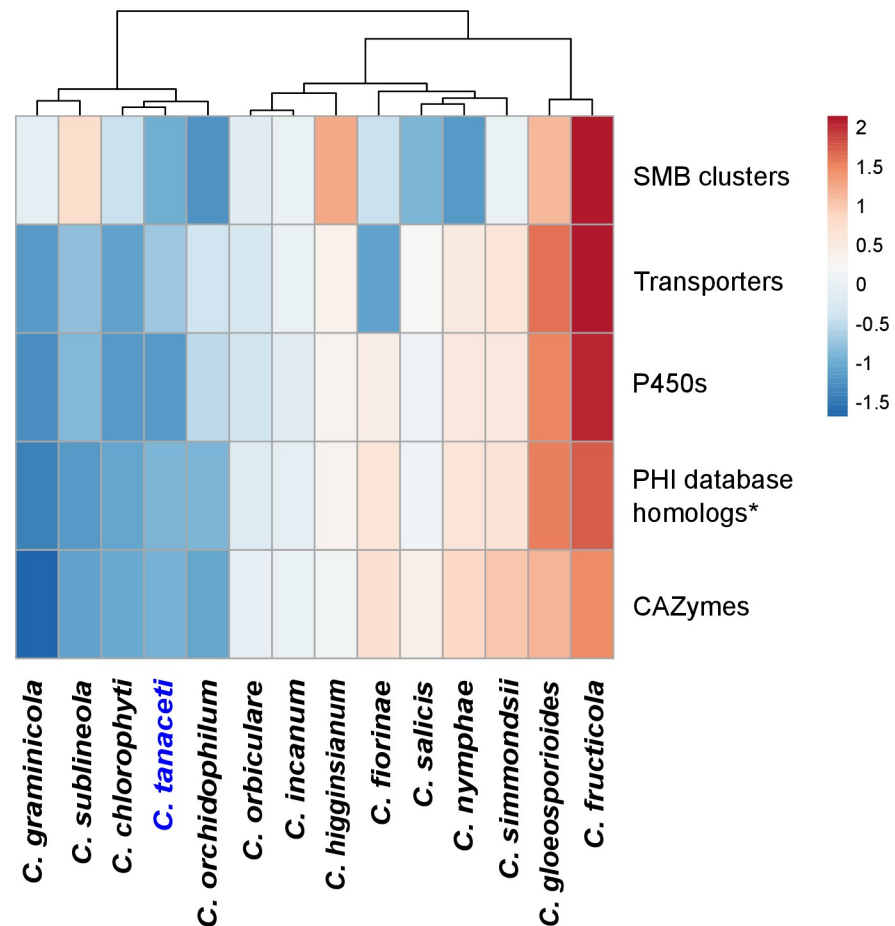 SMB clusters
Transporters
P450s
PHI database
homologs*
CAZymes
2
1.5
1
0.5
0
-0.5
-1
-1.5
C. graminicola
C. sublineola
C. chlorophyti
C. tanaceti
C. orchidophilum
C. orbiculare
C. incanum
C. higginsianum
C. fiorinae
C. salicis
C. nymphae
C. simmondsii
C. gloeosporioides
C. fructicola